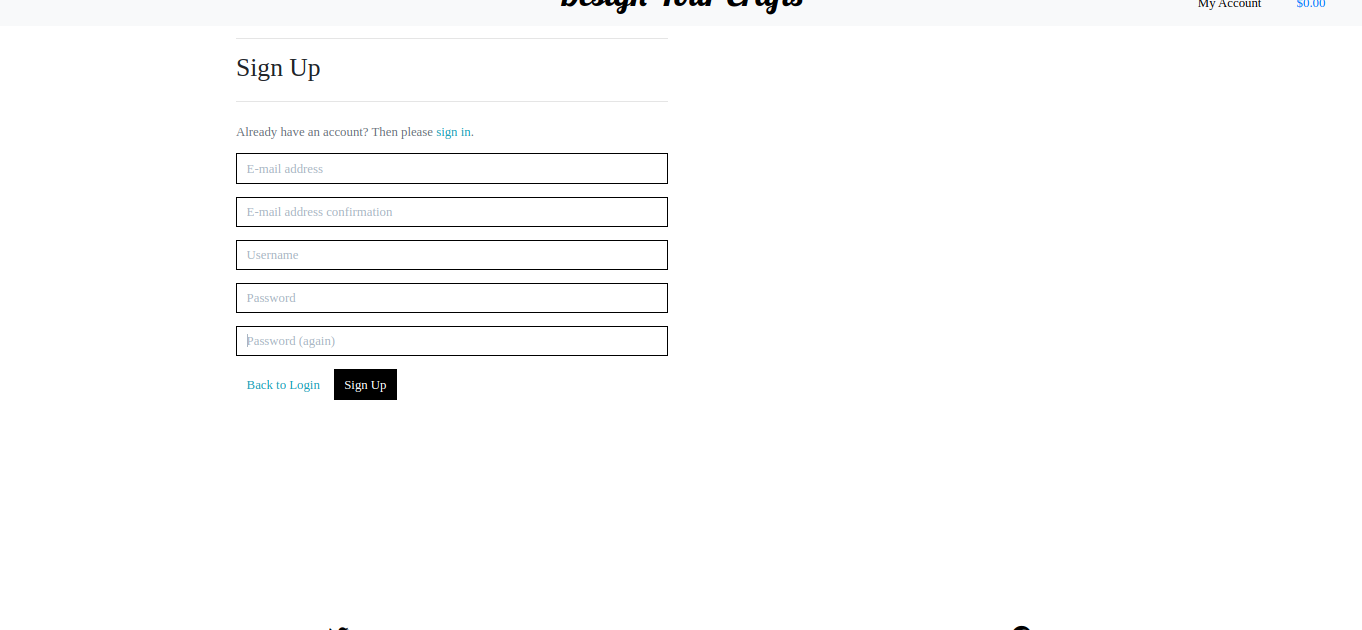 Design Your Crafts
My Account
$0.00
Sign Up
Already have an account? Then please sign in.
E-mail address
E-mail address confirmation
Username
Password
Password (again)
Back to Login
Sign Up